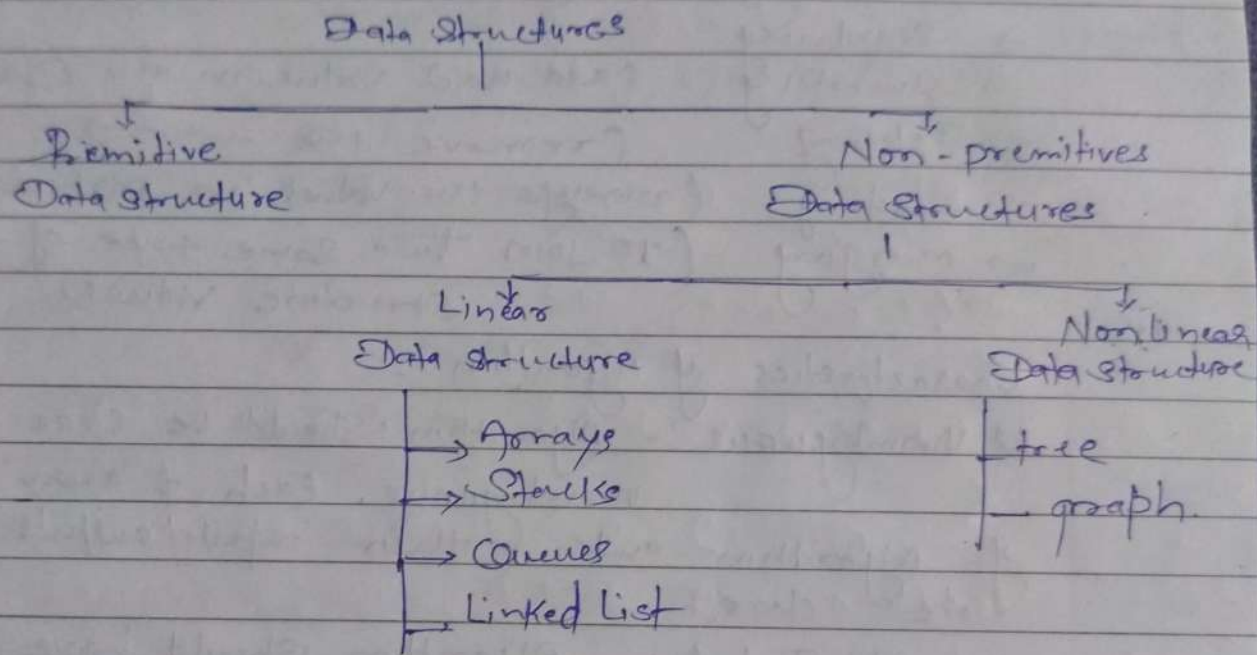 Data Structures
Premitive
Data Structure
Non-premitives
Data Structures
Linear
Data Structure
Non linear
Data Structure
Arrays
Stacks
Queues
Linked List
tree
graph.